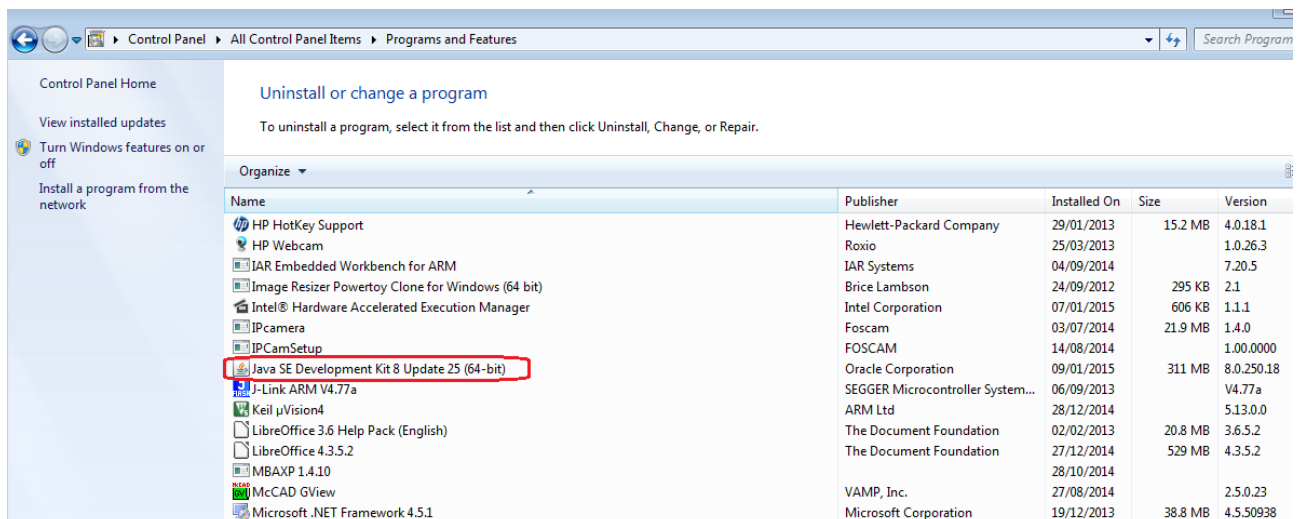 Control Panel ▸ All Control Panel Items ▸ Programs and Features Search Program
Control Panel Home
View installed updates
Turn Windows features on or
off
Install a program from the
network
Uninstall or change a program
To uninstall a program, select it from the list and then click Uninstall, Change, or Repair.
Organize
Name Publisher Installed On Size Version
HP HotKey Support Hewlett-Packard Company 29/01/2013 15.2 MB 4.0.18.1
HP Webcam Roxio 25/03/2013 1.0.26.3
IAR Embedded Workbench for ARM IAR Systems 04/09/2014 7.20.5
Image Resizer Powertoy Clone for Windows (64 bit) Brice Lambson 24/09/2012 295 KB 2.1
Intel® Hardware Accelerated Execution Manager Intel Corporation 07/01/2015 606 KB 1.1.1
IPcamera Foscam 03/07/2014 21.9 MB 1.4.0
IPCamSetup FOSCAM 14/08/2014 1.00.0000
Java SE Development Kit 8 Update 25 (64-bit) Oracle Corporation 09/01/2015 311 MB 8.0.250.18
J-Link ARM V4.77a SEGGER Microcontroller System... 06/09/2013 V4.77a
Keil µVision4 ARM Ltd 28/12/2014 5.13.0.0
LibreOffice 3.6 Help Pack (English) The Document Foundation 02/02/2013 20.8 MB 3.6.5.2
LibreOffice 4.3.5.2 The Document Foundation 27/12/2014 529 MB 4.3.5.2
MBAXP 1.4.10 28/10/2014
McCAD GView VAMP, Inc. 27/08/2014 2.5.0.23
Microsoft .NET Framework 4.5.1 Microsoft Corporation 19/12/2013 38.8 MB 4.5.50938